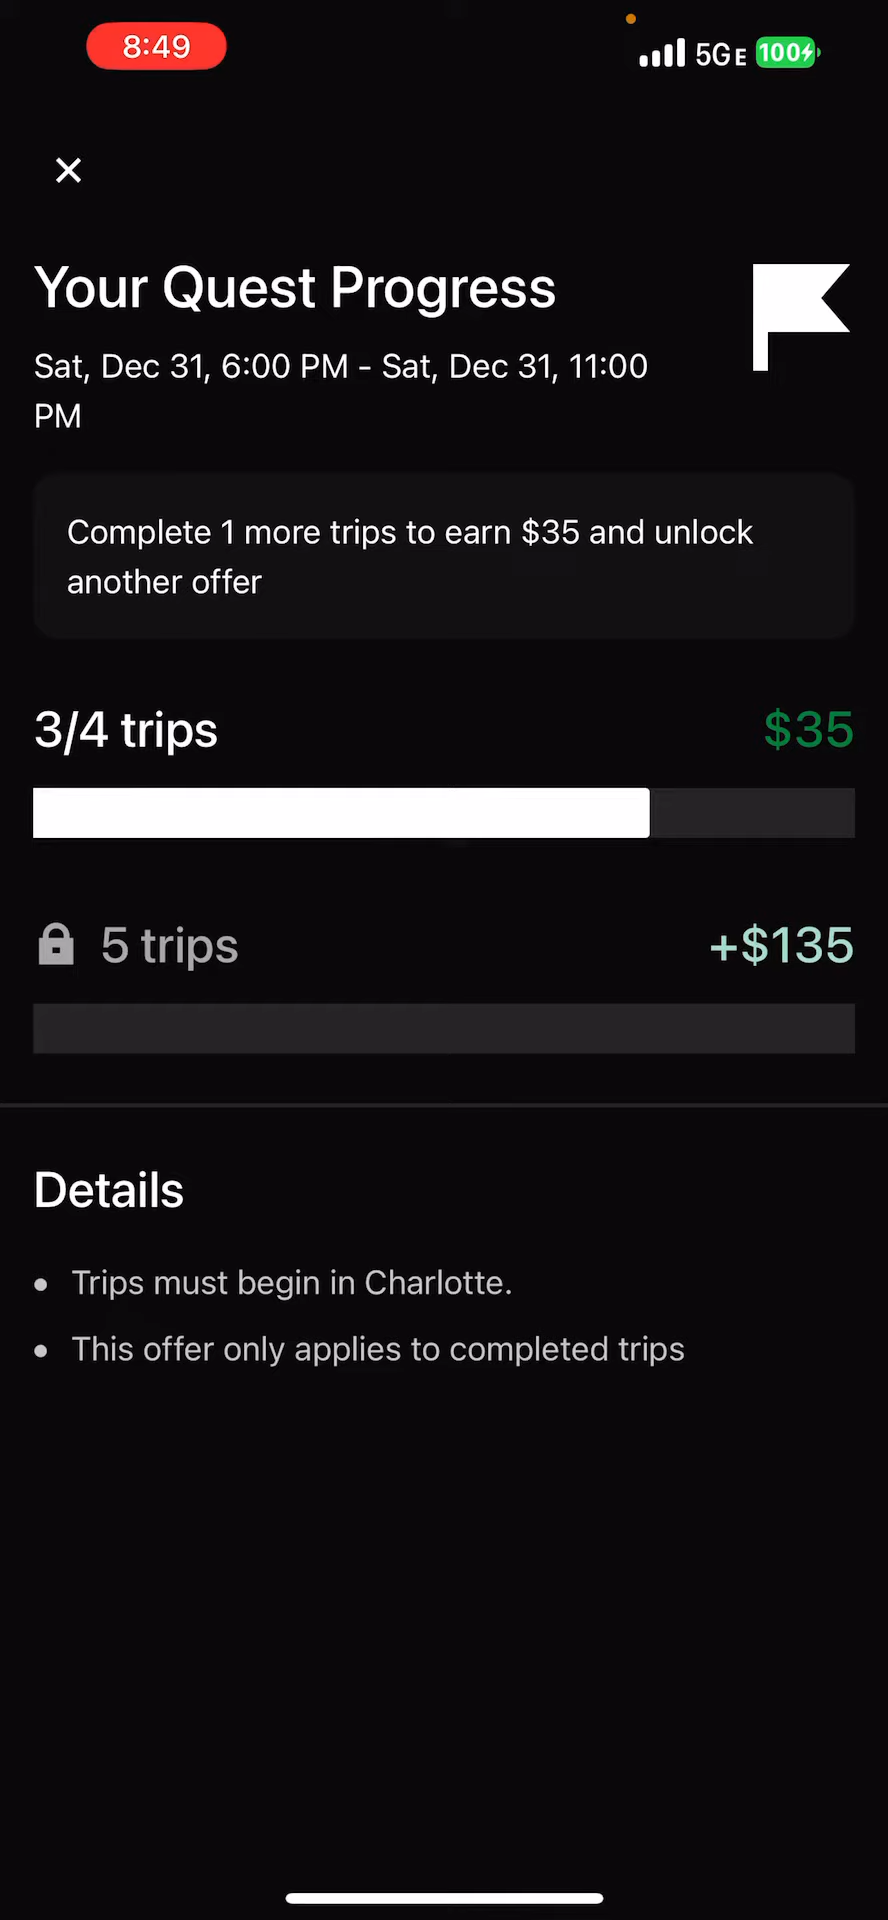 8:49
5GE 100
Your Quest Progress
Sat, Dec 31, 6:00 PM - Sat, Dec 31, 11:00
PM
Complete 1 more trips to earn $35 and unlock
another offer
3/4 trips $35
5 trips +$135
Details
• Trips must begin in Charlotte.
• This offer only applies to completed trips